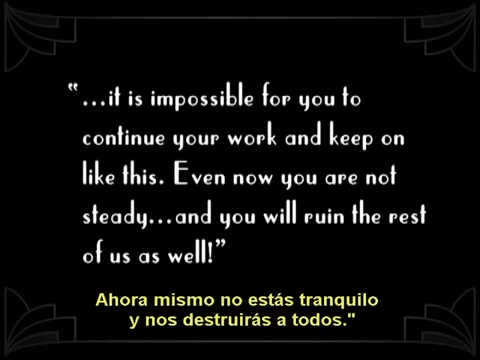 “...it is impossible for you to
continue your work and keep on
like this. Even now you are not
steady...and you will ruin the rest
of us as well!”
Ahora mismo no estás tranquilo
y nos destruirás a todos."